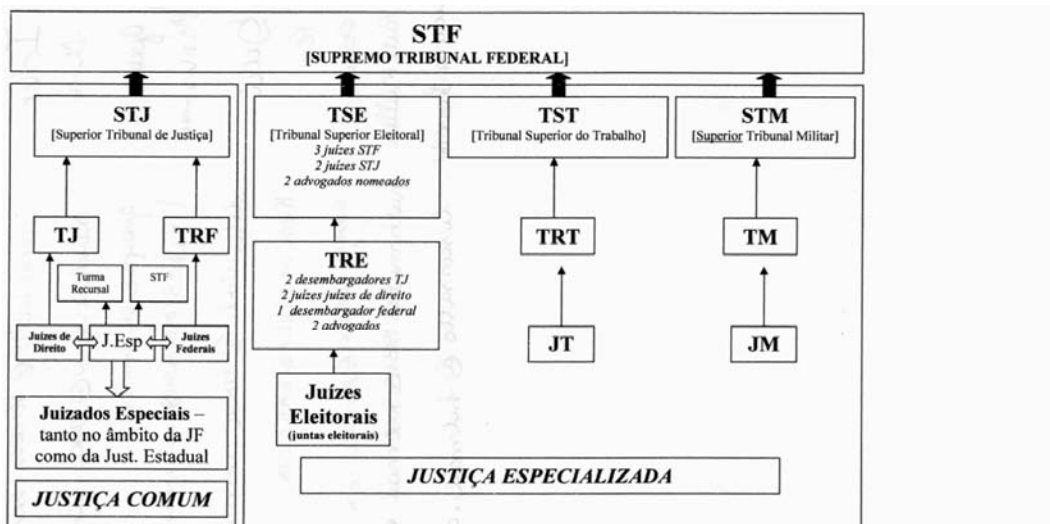 STF
[SUPREMO TRIBUNAL FEDERAL]
STJ
[Superior Tribunal de Justiça]
TJ
TRF
Turma
Recursal
STF
Juízes de
Direito
J.Esp
Juízes
Federais
Juizados Especiais –
tanto no âmbito da JF
como da Just. Estadual
JUSTIÇA COMUM
TSE
[Tribunal Superior Eleitoral]
3 juízes STF
2 juízes STJ
2 advogados nomeados
TRE
2 desembargadores TJ
2 juízes juízes de direito
1 desembargador federal
2 advogados
Juízes
Eleitorais
(juntas eleitorais)
TST
[Tribunal Superior do Trabalho]
TRT
JT
STM
[Superior Tribunal Militar]
TM
JM
JUSTIÇA ESPECIALIZADA